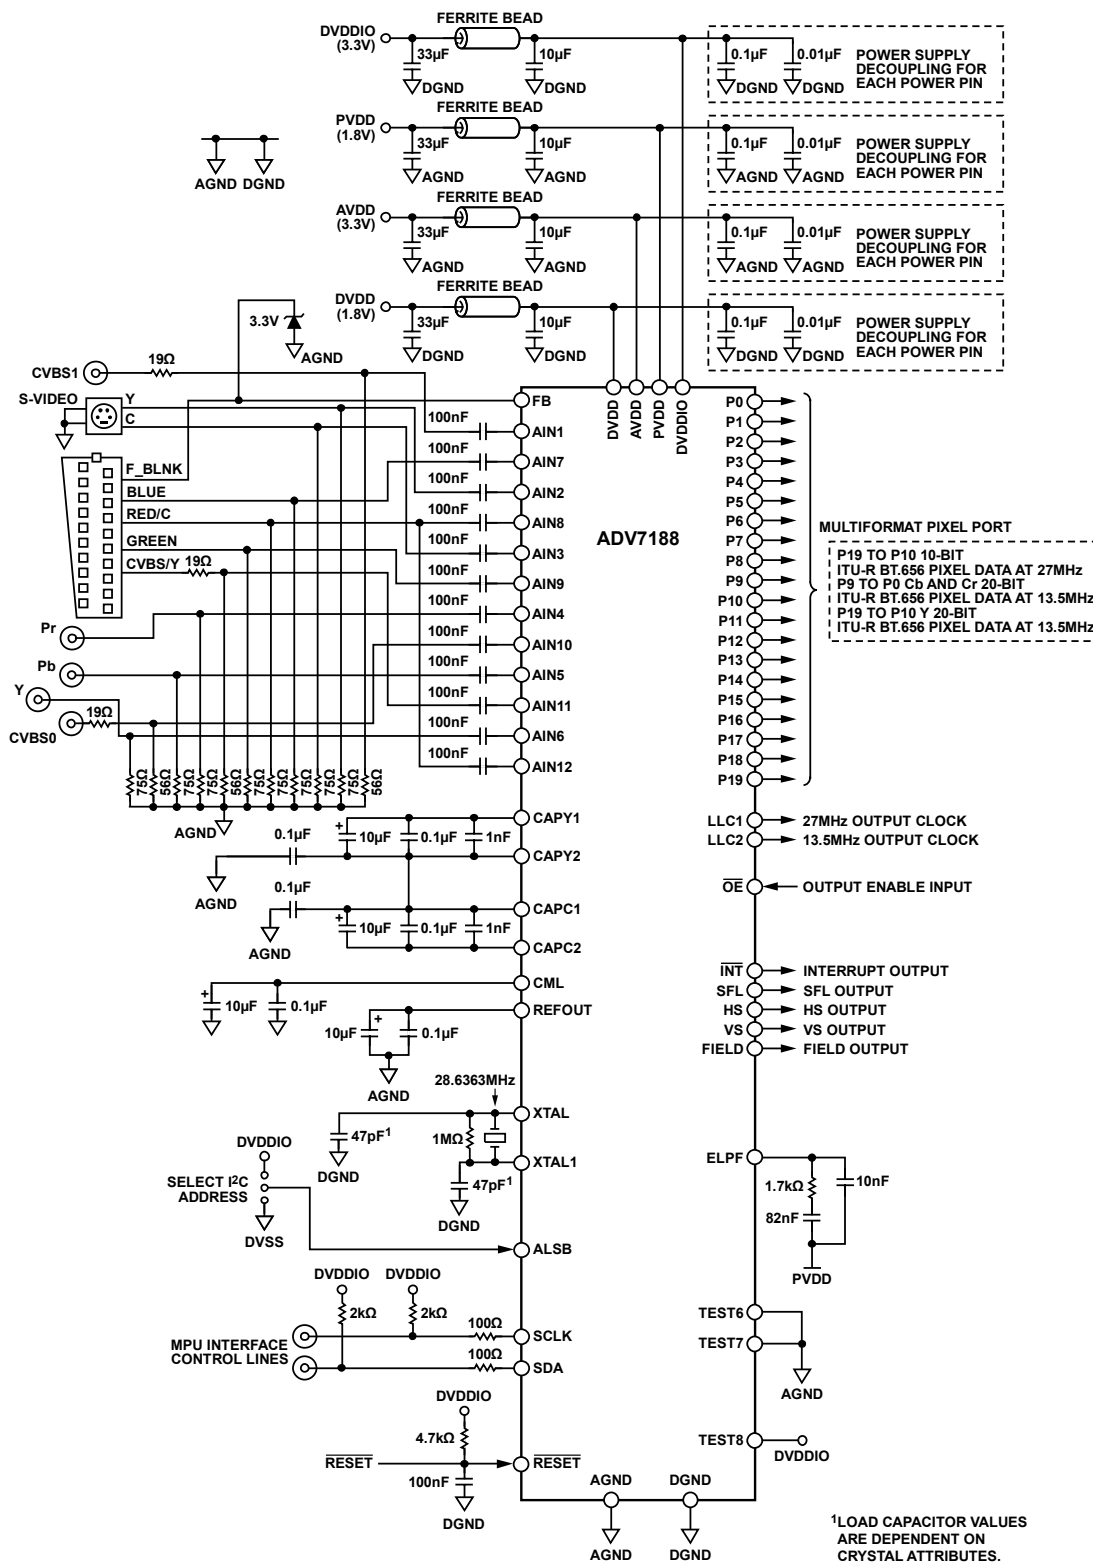 FERRITE BEAD
DVDDIO
(3.3V)
33µF
DGND
10µF
DGND
0.1µF
DGND
0.01µF
DGND
POWER SUPPLY
DECOUPLING FOR
EACH POWER PIN
FERRITE BEAD
PVDD
(1.8V)
33µF
AGND
10µF
AGND
0.1µF
AGND
0.01µF
AGND
POWER SUPPLY
DECOUPLING FOR
EACH POWER PIN
AGND DGND
FERRITE BEAD
AVDD
(3.3V)
33µF
AGND
10µF
AGND
0.1µF
AGND
0.01µF
AGND
POWER SUPPLY
DECOUPLING FOR
EACH POWER PIN
FERRITE BEAD
DVDD
(1.8V)
33µF
DGND
10µF
DGND
0.1µF
DGND
0.01µF
DGND
POWER SUPPLY
DECOUPLING FOR
EACH POWER PIN
3.3V
AGND
CVBS1
19Ω
S-VIDEO
Y
C
F_BLNK
BLUE
RED/C
GREEN
CVBS/Y
19Ω
Pr
Pb
Y
CVBS0
19Ω
75Ω
56Ω
75Ω
75Ω
56Ω
75Ω
75Ω
75Ω
75Ω
75Ω
56Ω
AGND
FB
100nF
AIN1
100nF
AIN7
100nF
AIN2
100nF
AIN8
100nF
AIN3
100nF
AIN9
100nF
AIN4
100nF
AIN10
100nF
AIN5
100nF
AIN11
100nF
AIN6
100nF
AIN12
DVDD
AVDD
PVDD
DVDDIO
ADV7188
P0
P1
P2
P3
P4
P5
P6
P7
P8
P9
P10
P11
P12
P13
P14
P15
P16
P17
P18
P19
MULTIFORMAT PIXEL PORT
P19 TO P10 10-BIT
ITU-R BT.656 PIXEL DATA AT 27MHz
P9 TO P0 Cb AND Cr 20-BIT
ITU-R BT.656 PIXEL DATA AT 13.5MHz
P19 TO P10 Y 20-BIT
ITU-R BT.656 PIXEL DATA AT 13.5MHz
CAPY1
0.1µF
+
10µF
0.1µF
1nF
CAPY2
AGND
0.1µF
CAPC1
AGND
+
10µF
0.1µF
1nF
CAPC2
LLC1
27MHz OUTPUT CLOCK
LLC2
13.5MHz OUTPUT CLOCK
OE
OUTPUT ENABLE INPUT
INT
INTERRUPT OUTPUT
SFL
SFL OUTPUT
HS
HS OUTPUT
VS
VS OUTPUT
FIELD
FIELD OUTPUT
CML
+
10µF
0.1µF
REFOUT
10µF
+
0.1µF
AGND
28.6363MHz
XTAL
47pF1
1MΩ
DGND
XTAL1
47pF1
DGND
DVDDIO
SELECT I2C
ADDRESS
DVSS
ALSB
ELPF
1.7kΩ
10nF
82nF
PVDD
DVDDIO
DVDDIO
2kΩ
2kΩ
MPU INTERFACE
CONTROL LINES
100Ω
SCLK
100Ω
SDA
TEST6
TEST7
AGND
DVDDIO
4.7kΩ
RESET
RESET
100nF
DGND
TEST8
DVDDIO
AGND
DGND
AGND
DGND
1LOAD CAPACITOR VALUES
ARE DEPENDENT ON
CRYSTAL ATTRIBUTES.